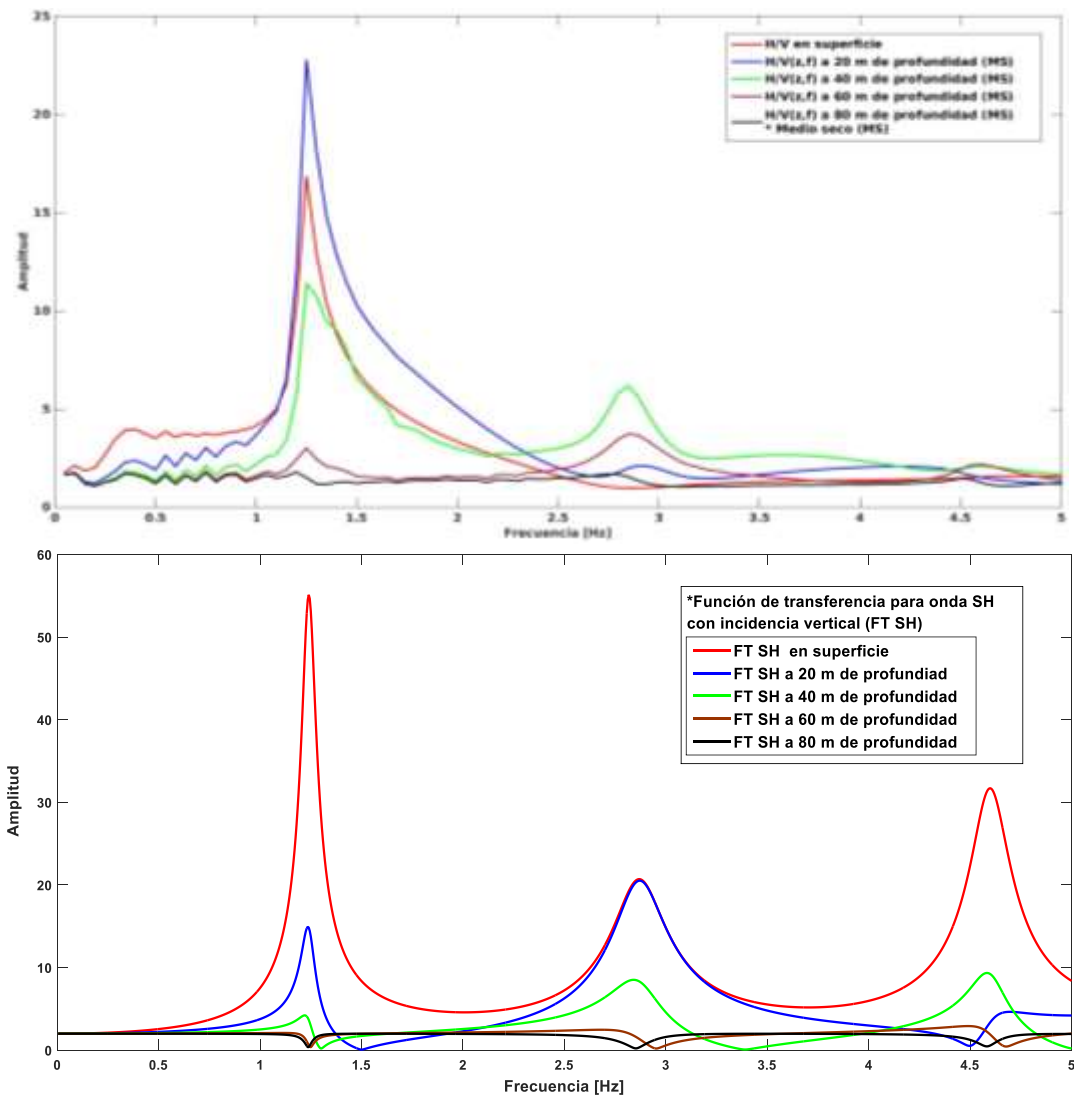 25
20
15
10
5
0
Amplitud
H/V en superficie
H/V(z,f) a 20 m de profundidad (MS)
H/V(z,f) a 40 m de profundidad (MS)
H/V(z,f) a 60 m de profundidad (MS)
H/V(z,f) a 80 m de profundidad (MS)
* Medio seco (MS)
0 0.5 1 1.5 2 2.5 3 3.5 4 4.5 5
Frecuencia [Hz]
60
50
40
30
20
10
0
Amplitud
*Función de transferencia para onda SH
con incidencia vertical (FT SH)
FT SH en superficie
FT SH a 20 m de profundiad
FT SH a 40 m de profundidad
FT SH a 60 m de profundidad
FT SH a 80 m de profundidad
0 0.5 1 1.5 2 2.5 3 3.5 4 4.5 5
Frecuencia [Hz]